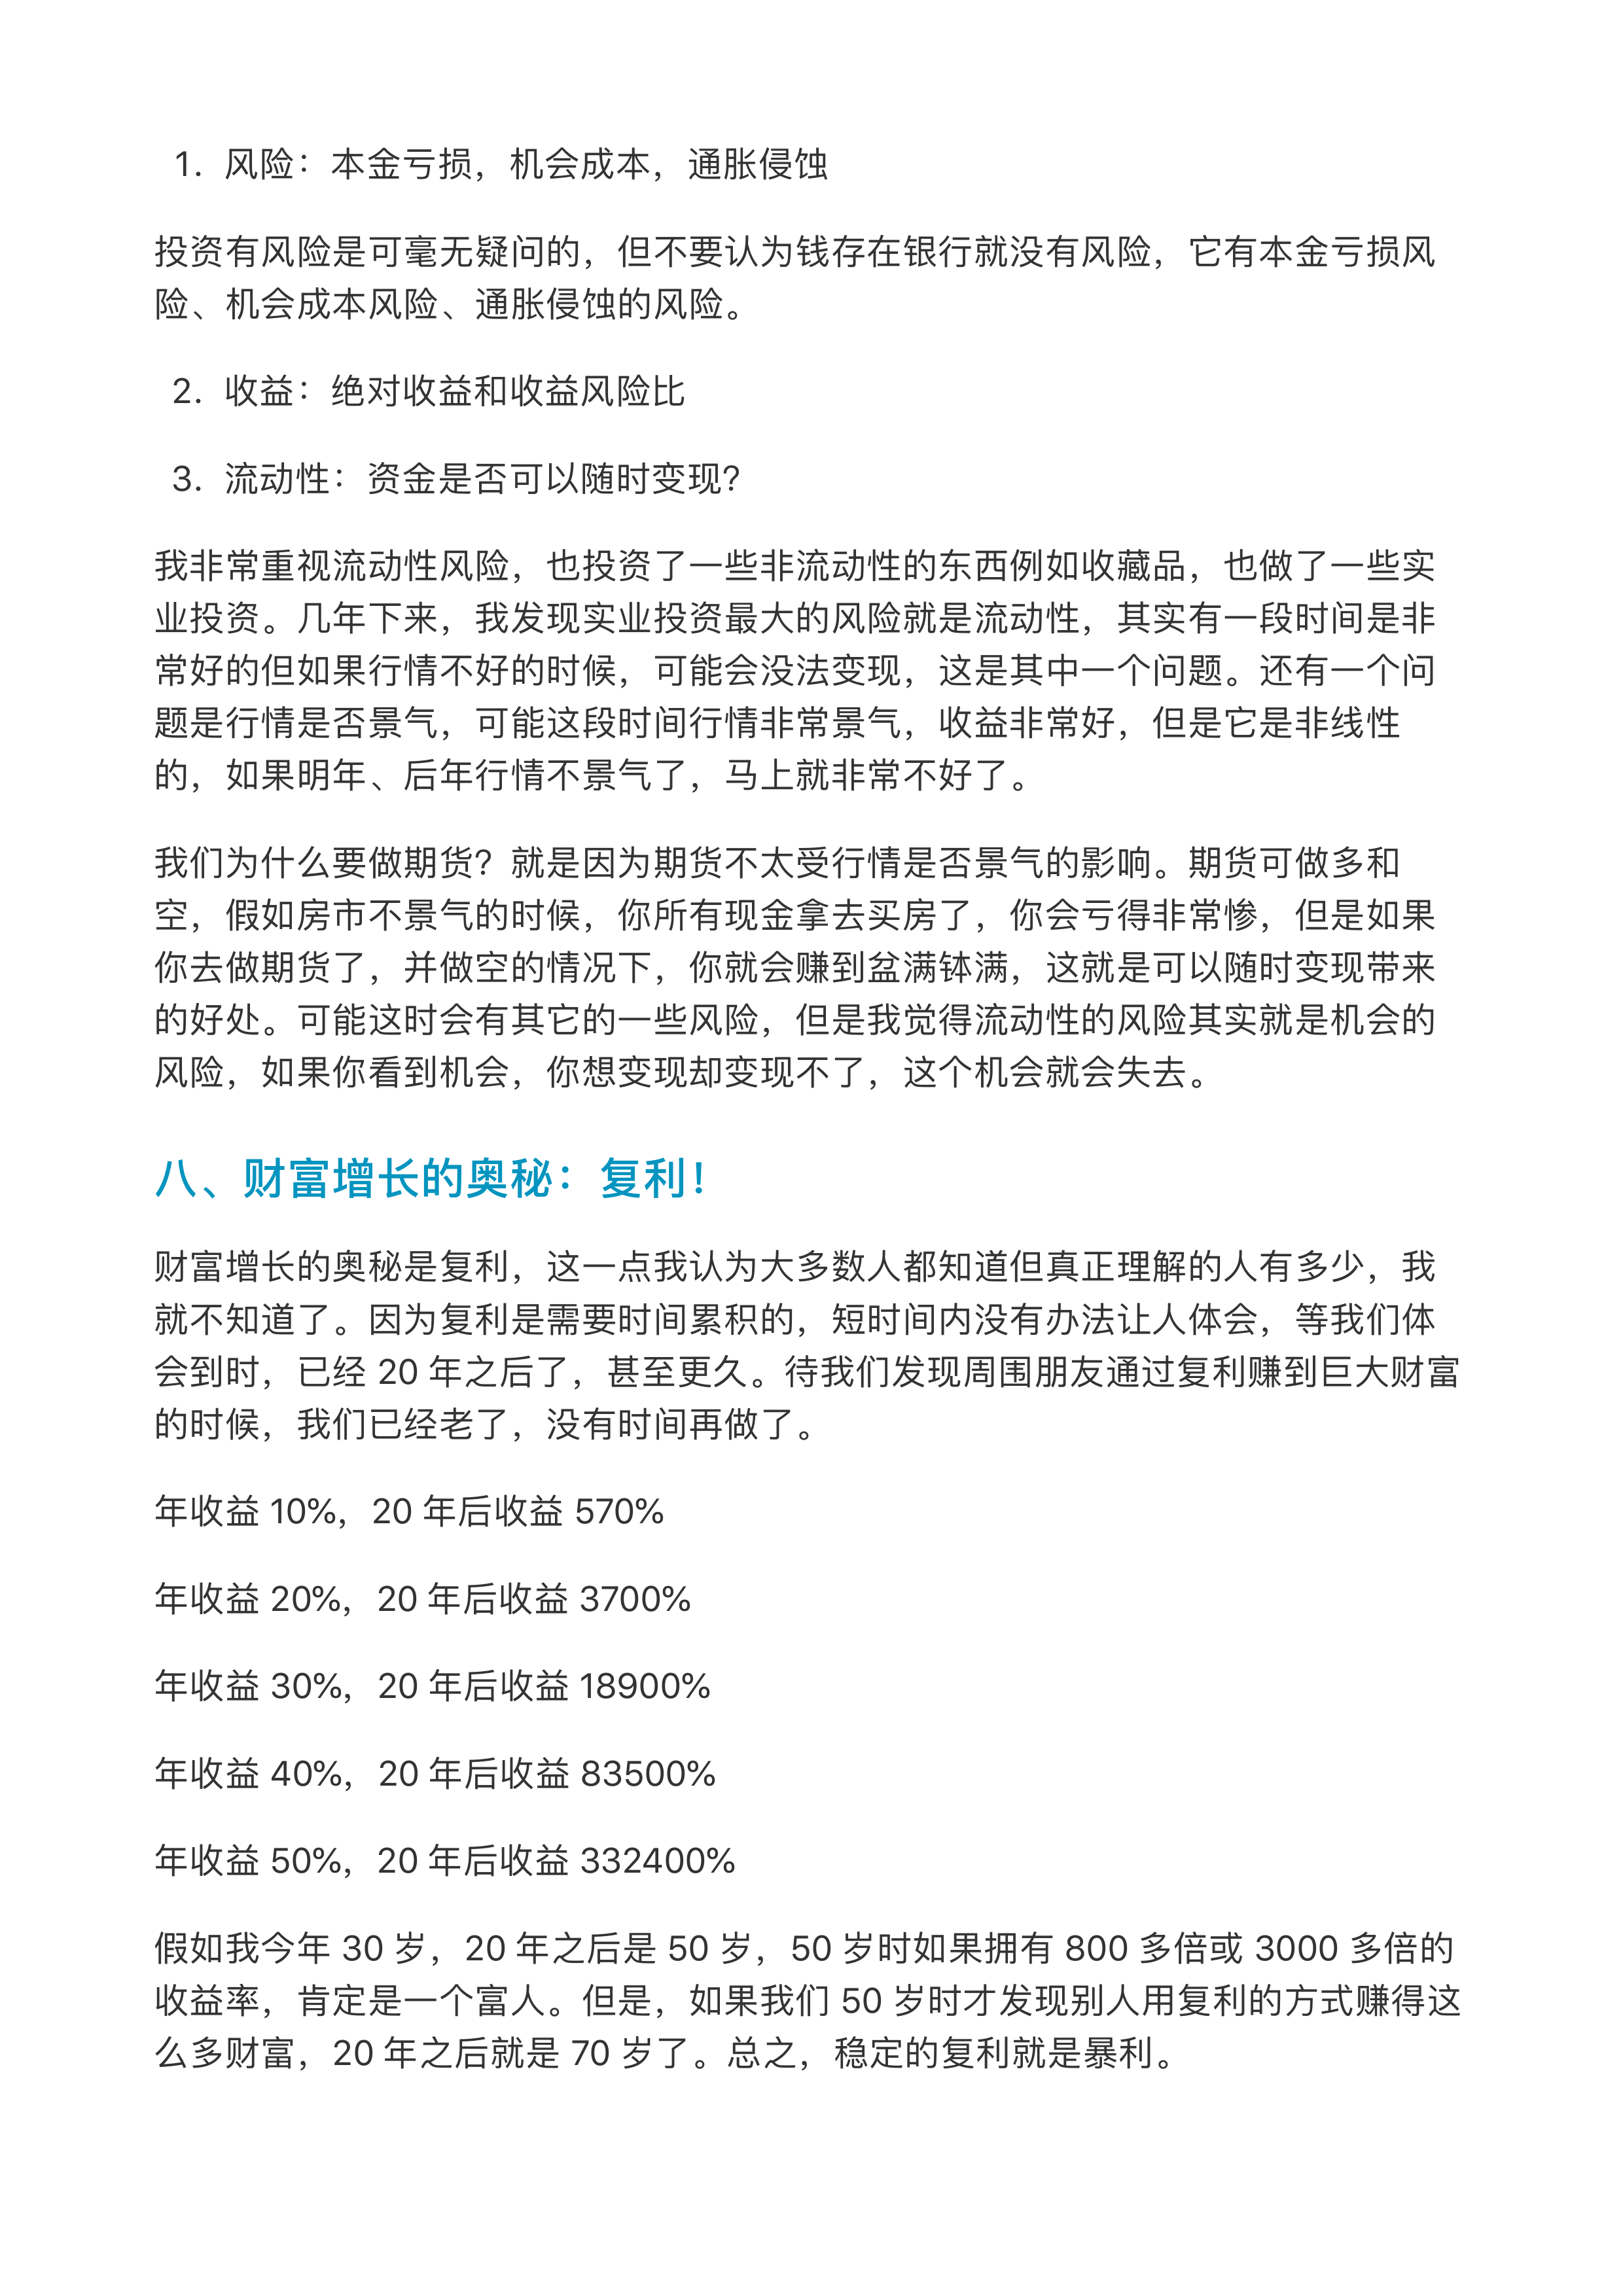 1. 风险：本金亏损，机会成本，通胀侵蚀
投资有风险是可毫无疑问的，但不要认为钱存在银行就没有风险，它有本金亏损风
险、机会成本风险、通胀侵蚀的风险。
2. 收益：绝对收益和收益风险比
3. 流动性：资金是否可以随时变现？
我非常重视流动性风险，也投资了一些非流动性的东西例如收藏品，也做了一些实
业投资。几年下来，我发现实业投资最大的风险就是流动性，其实有一段时间是非
常好的但如果行情不好的时候，可能会没法变现，这是其中一个问题。还有一个问
题是行情是否景气，可能这段时间行情非常景气，收益非常好，但是它是非线性
的，如果明年、后年行情不景气了，马上就非常不好了。
我们为什么要做期货？就是因为期货不太受行情是否景气的影响。期货可做多和
空，假如房市不景气的时候，你所有现金拿去买房了，你会亏得非常惨，但是如果
你去做期货了，并做空的情况下，你就会赚到盆满钵满，这就是可以随时变现带来
的好处。可能这时会有其它的一些风险，但是我觉得流动性的风险其实就是机会的
风险，如果你看到机会，你想变现却变现不了，这个机会就会失去。
八、财富增长的奥秘：复利！
财富增长的奥秘是复利，这一点我认为大多数人都知道但真正理解的人有多少，我
就不知道了。因为复利是需要时间累积的，短时间内没有办法让人体会，等我们体
会到时，已经 20 年之后了，甚至更久。待我们发现周围朋友通过复利赚到巨大财富
的时候，我们已经老了，没有时间再做了。
年收益 10%，20 年后收益 570%
年收益 20%，20 年后收益 3700%
年收益 30%，20 年后收益 18900%
年收益 40%，20 年后收益 83500%
年收益 50%，20 年后收益 332400%
假如我今年 30 岁，20 年之后是 50 岁，50 岁时如果拥有 800 多倍或 3000 多倍的
收益率，肯定是一个富人。但是，如果我们 50 岁时才发现别人用复利的方式赚得这
么多财富，20 年之后就是 70 岁了。总之，稳定的复利就是暴利。